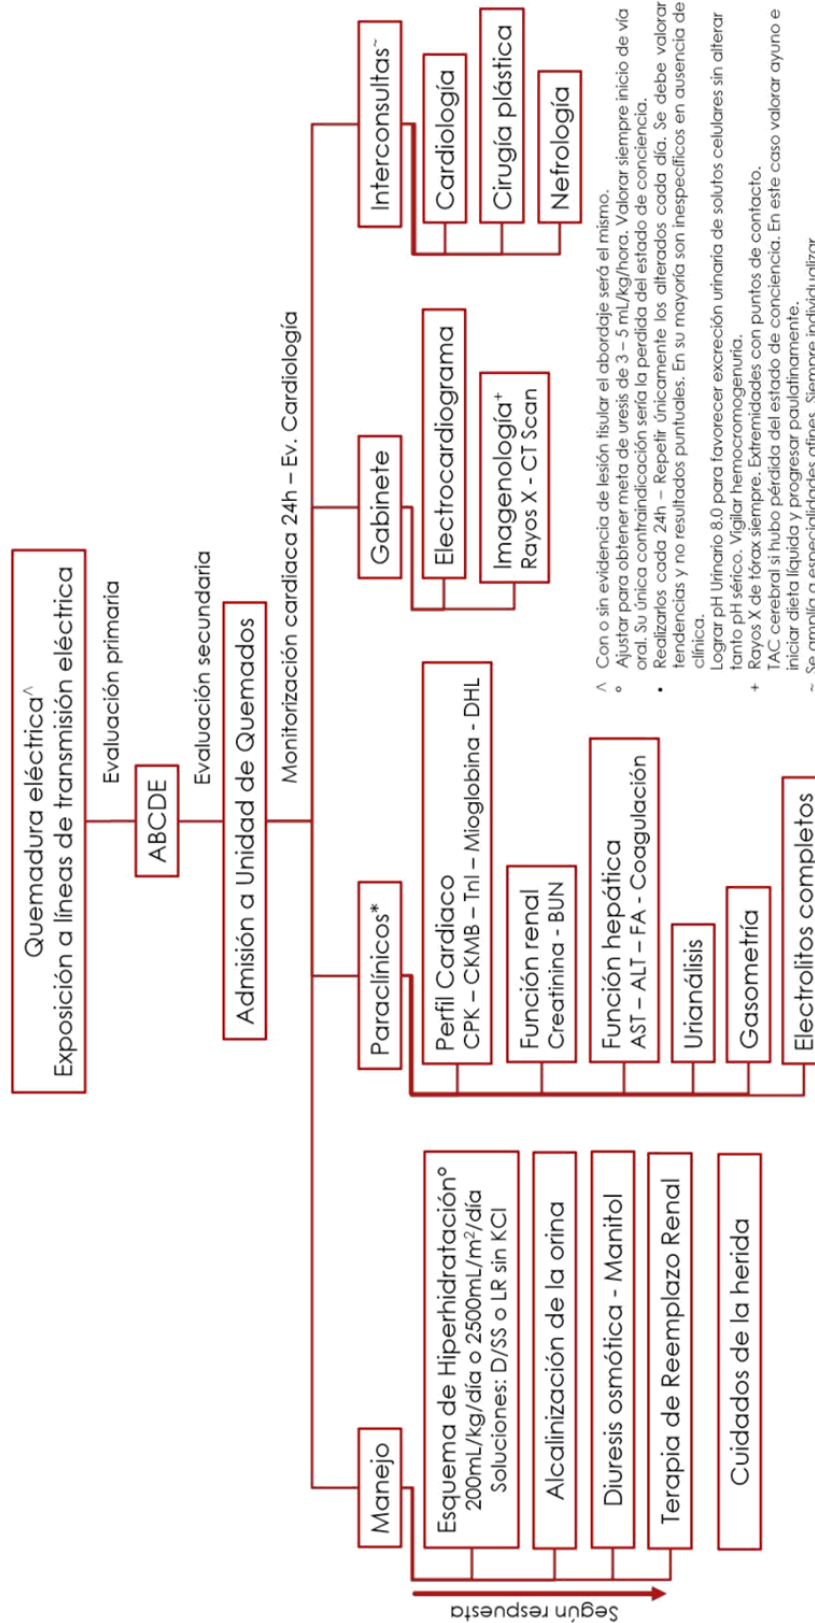 Quemadura eléctrica^
Exposición a líneas de transmisión eléctrica
Evaluación primaria
ABCDE
Evaluación secundaria
Admisión a Unidad de Quemados
Monitorización cardiaca 24h – Ev. Cardiología
Manejo
Esquema de Hiperhidratación°
200mL/kg/día o 2500mL/m²/día
Soluciones: D/SS o LR sin KCl
Alcalinización de la orina
Diuresis osmótica - Manitol
Terapia de Reemplazo Renal
Cuidados de la herida
Según respuesta
Paraclínicos*
Perfil Cardiaco
CPK – CKMB – TnI – Mioglobina - DHL
Función renal
Creatinina - BUN
Función hepática
AST – ALT – FA - Coagulación
Uriánálisis
Gasometría
Electrolitos completos
Gabinete
Electrocardiograma
Imagenología⁺
Rayos X - CT Scan
Interconsultas~
Cardiología
Cirugía plástica
Nefrología
^ Con o sin evidencia de lesión tisular el abordaje será el mismo.
° Ajustar para obtener meta de uresis de 3 – 5 mL/kg/hora. Valorar siempre inicio de vía
oral. Su única contraindicación sería la perdida del estado de conciencia.
• Realizarlos cada 24h – Repetir únicamente los alterados cada día. Se debe valorar
tendencias y no resultados puntuales. En su mayoría son inespecíficos en ausencia de
clínica.
Lograr pH Urinario 8.0 para favorecer excreción urinaria de solutos celulares sin alterar
tanto pH sérico. Vigilar hemocromogenuria.
+ Rayos X de tórax siempre. Extremidades con puntos de contacto.
TAC cerebral si hubo pérdida del estado de conciencia. En este caso valorar ayuno e
iniciar dieta líquida y progresar paulatinamente.
~ Se amplía a especialidades afines. Siempre individualizar